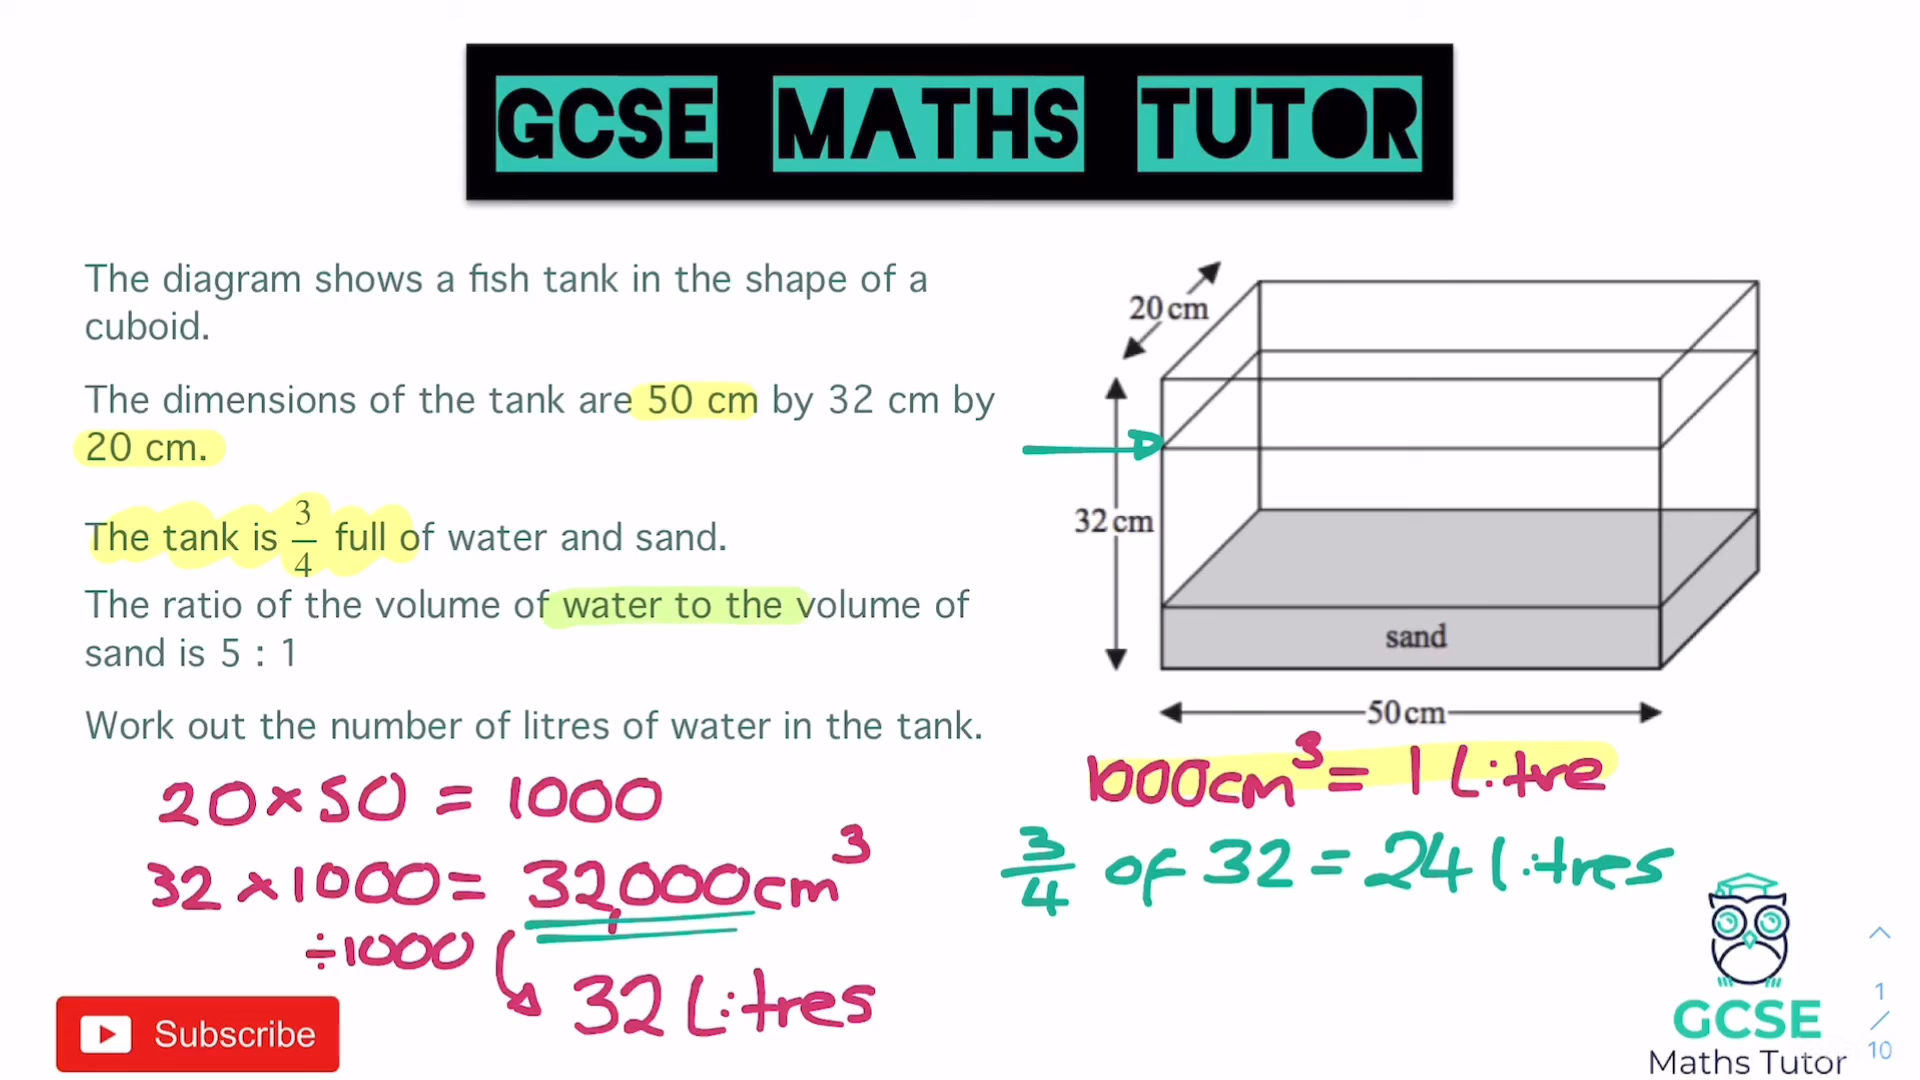 GCSE MATHS TUTOR
The diagram shows a fish tank in the shape of a
cuboid.
The dimensions of the tank are 50 cm by 32 cm by
20 cm.
The tank is 3/4 full of water and sand.
The ratio of the volume of water to the volume of
sand is 5 : 1
Work out the number of litres of water in the tank.
20 cm
32 cm
sand
50 cm
20 × 50 = 1000
32 × 1000 = 32,000 cm³
÷1000
32 Litres
1000cm³ = 1 Litre
3/4 of 32 = 24 Litres
Subscribe
GCSE
Maths Tutor
1
/
10